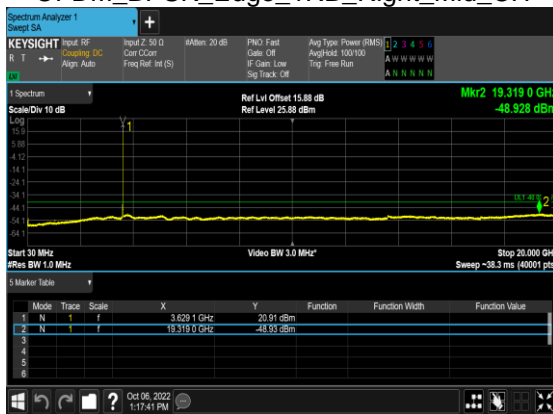 Spectrum Analyzer 1
Swept SA
KEYSIGHT
R T
Input: RF
Coupling: DC
Align: Auto
Input Z: 50 Ω
Corr CCorr
Freq Ref: Int (S)
#Atten: 20 dB
PNO: Fast
Gate: Off
IF Gain: Low
Sig Track: Off
Avg Type: Power (RMS)
Avg|Hold: 100/100
Trig: Free Run
1 2 3 4 5 6
A W W W W W
A N N N N N
1 Spectrum
Scale/Div 10 dB
Ref Lvl Offset 15.88 dB
Ref Level 25.88 dBm
Mkr2 19.319 0 GHz
-48.928 dBm
Log
15.9
5.88
-4.12
-14.1
-24.1
-34.1
-44.1
-54.1
-64.1
1
2
Start 30 MHz
#Res BW 1.0 MHz
Video BW 3.0 MHz*
Stop 20.000 GH
Sweep ~38.3 ms (40001 pts
5 Marker Table
Mode Trace Scale X Y Function Function Width Function Value
1 N 1 f 3.629 1 GHz 20.91 dBm
2 N 1 f 19.319 0 GHz -48.93 dBm
3
4
5
6
Oct 06, 2022
1:17:41 PM